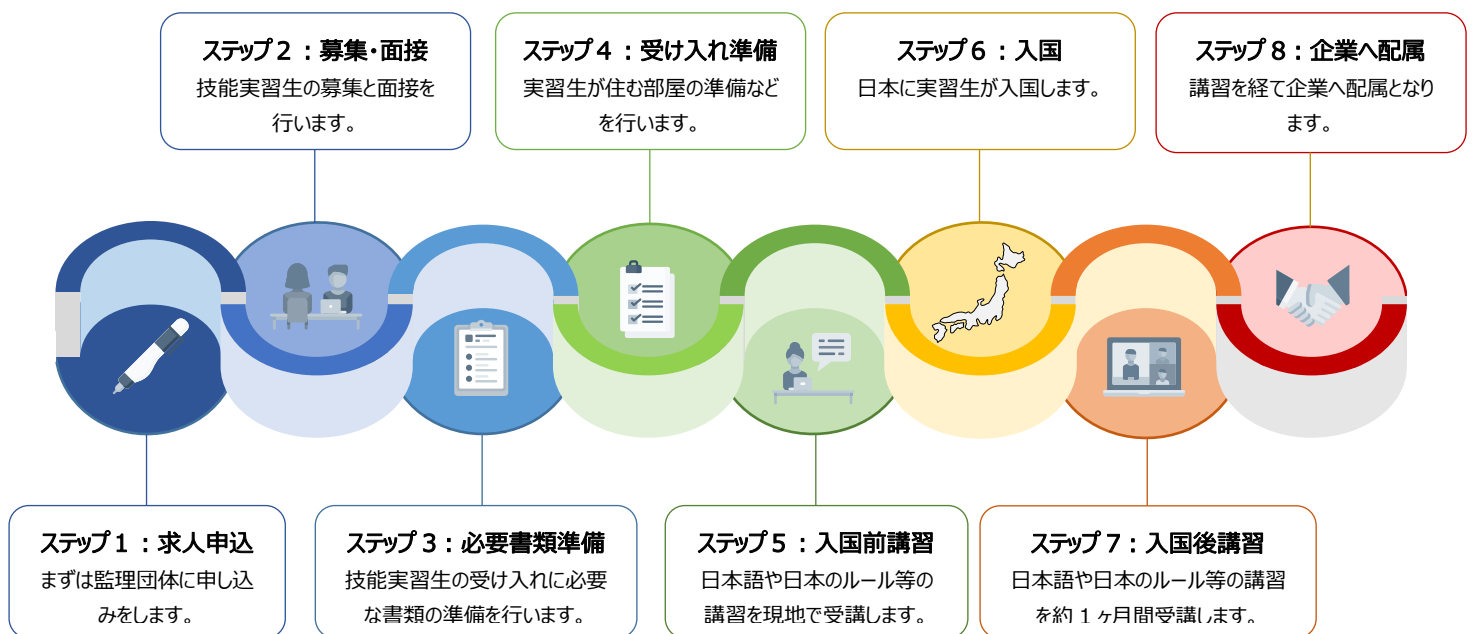 ステップ1：求人申込
まずは監理団体に申し込
みをします。
ステップ2：募集・面接
技能実習生の募集と面接を
行います。
ステップ3：必要書類準備
技能実習生の受け入れに必要
な書類の準備を行います。
ステップ4：受け入れ準備
実習生が住む部屋の準備など
を行います。
ステップ5：入国前講習
日本語や日本のルール等の
講習を現地で受講します。
ステップ6：入国
日本に実習生が入国します。
ステップ7：入国後講習
日本語や日本のルール等の講習
を約1ヶ月間受講します。
ステップ8：企業へ配属
講習を経て企業へ配属となり
ます。